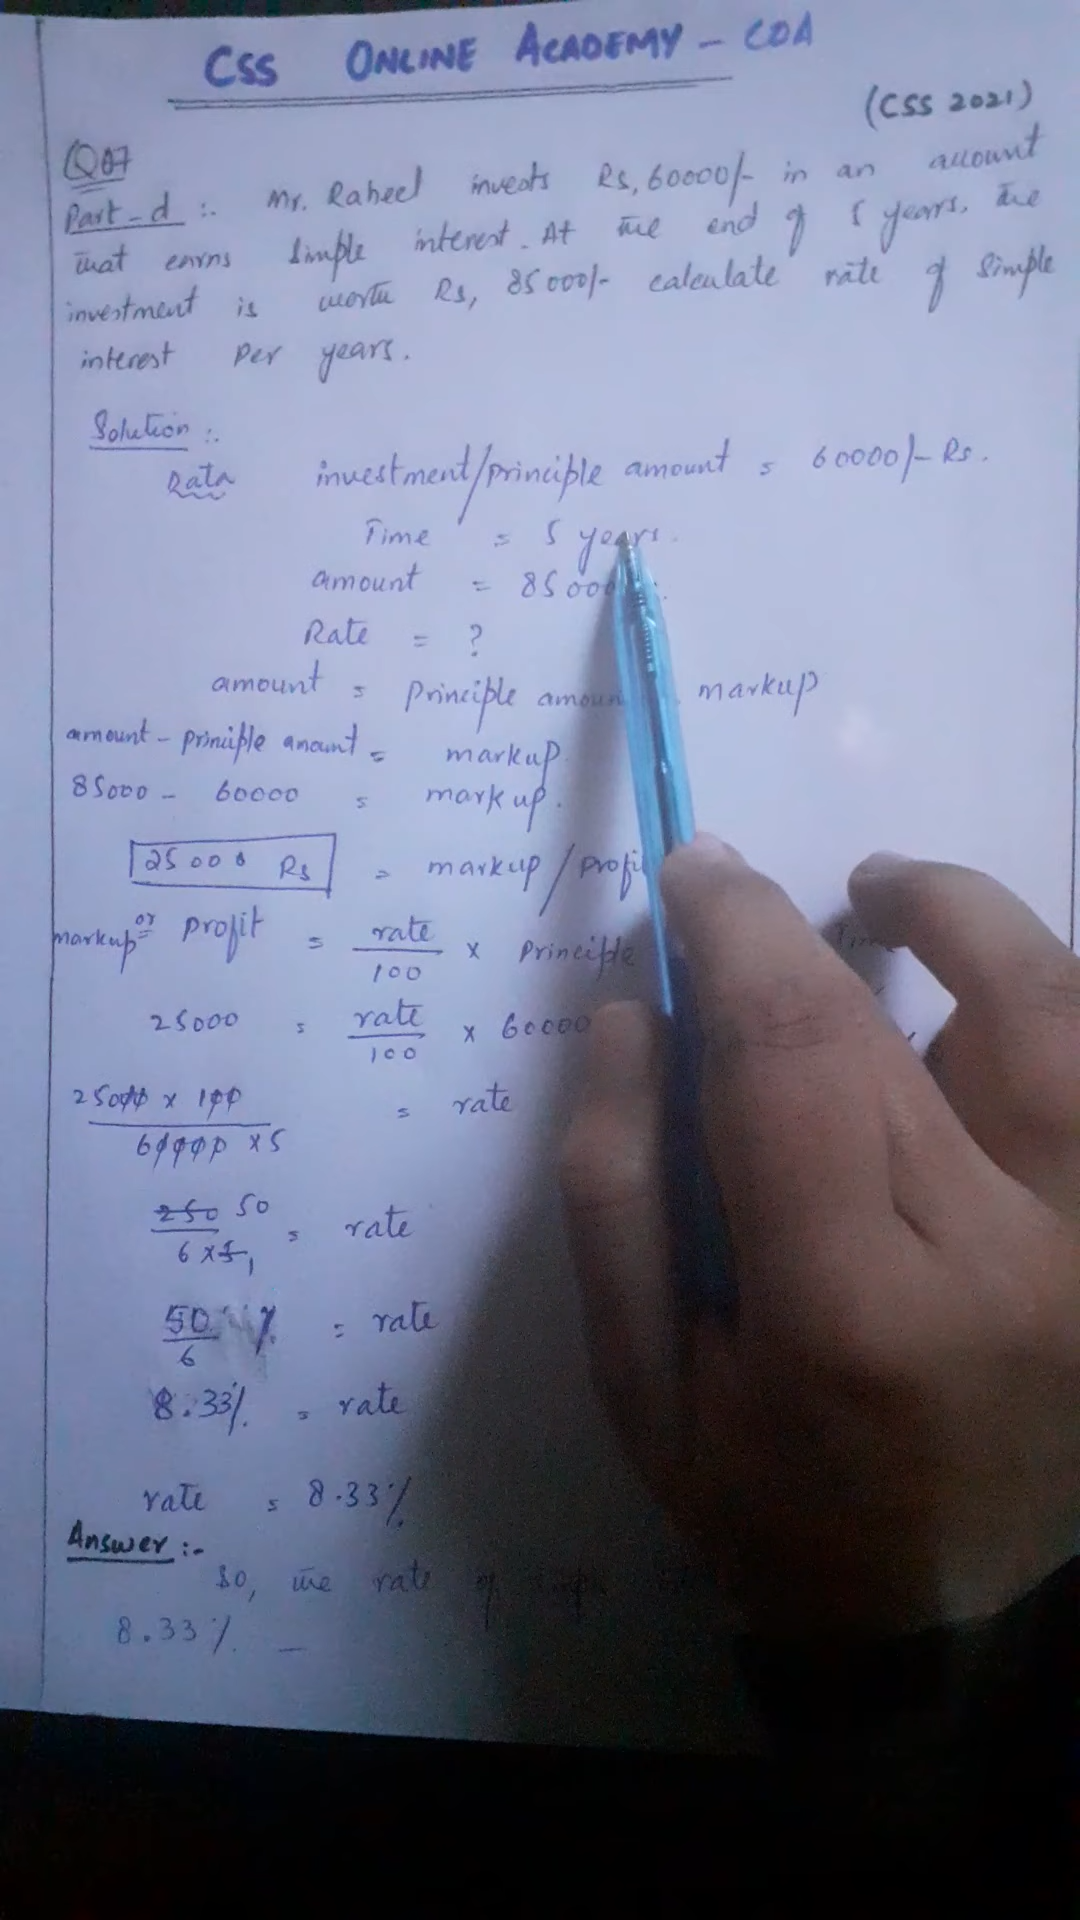 CSS ONLINE ACADEMY - COA
(CSS 2021)
Q07
Part-d :. Mr. Raheel invests Rs, 60000/- in an account
that earns simple interest. At the end of 5 years, the
investment is worth Rs, 85000/- calculate rate of simple
interest per years.
Solution :.
Data investment/principle amount = 60000/- Rs.
Time = 5 years.
amount = 85000
Rate = ?
amount = principle amoun markup
amount - principle amount = markup
85000 - 60000 = markup.
25000 Rs = markup / profi
markup or profit = rate/100 x Principle Time
25000 = rate/100 x 60000
25000 x 100 / 60000 x 5 = rate
250 50 / 6 x 5 1 = rate
50/6 % = rate
8.33% = rate
rate = 8.33%
Answer :-
So, the rate of
8.33% -